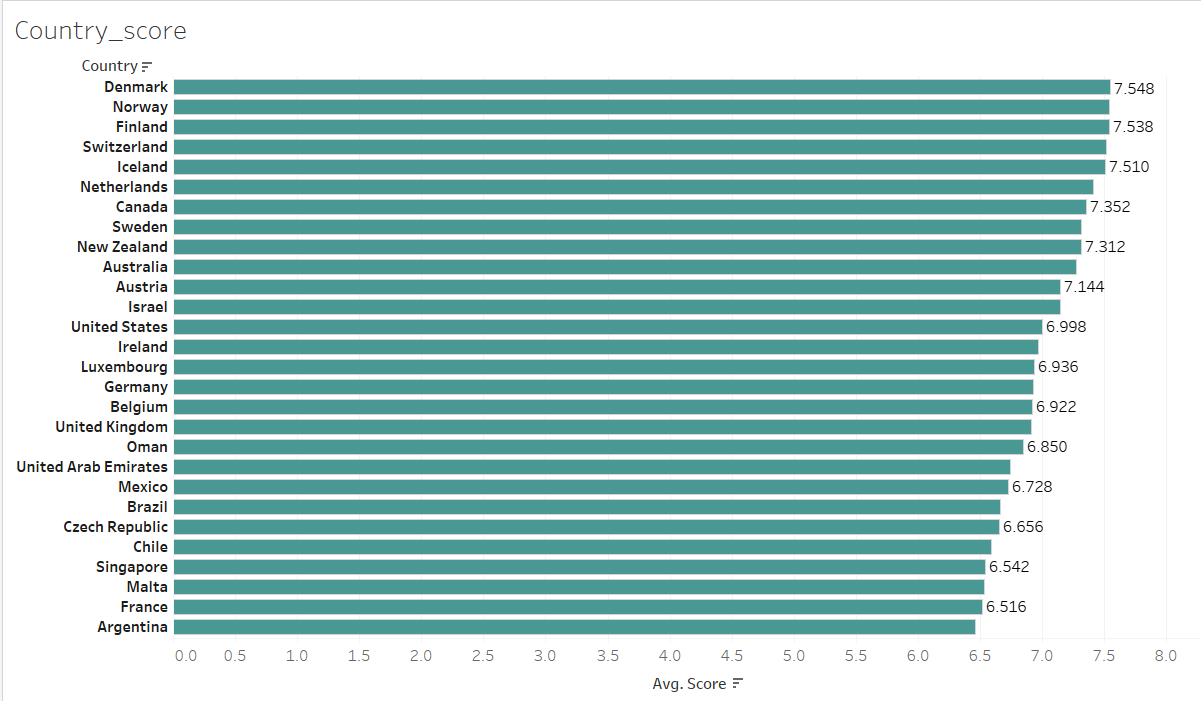 Country_score
Country
Denmark 7.548
Norway
Finland 7.538
Switzerland
Iceland 7.510
Netherlands
Canada 7.352
Sweden
New Zealand 7.312
Australia
Austria 7.144
Israel
United States 6.998
Ireland
Luxembourg 6.936
Germany
Belgium 6.922
United Kingdom
Oman 6.850
United Arab Emirates
Mexico 6.728
Brazil
Czech Republic 6.656
Chile
Singapore 6.542
Malta
France 6.516
Argentina
0.0 0.5 1.0 1.5 2.0 2.5 3.0 3.5 4.0 4.5 5.0 5.5 6.0 6.5 7.0 7.5 8.0
Avg. Score